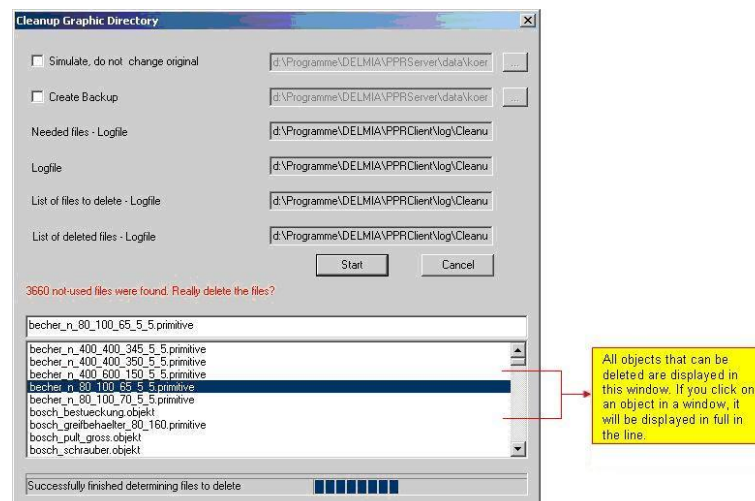 Cleanup Graphic Directory
Simulate, do not change original
d:\Programme\DELMIA\PPRServer\data\koer
...
Create Backup
d:\Programme\DELMIA\PPRServer\data\koer
...
Needed files - Logfile
d:\Programme\DELMIA\PPRClient\log\Cleanu
Logfile
d:\Programme\DELMIA\PPRClient\log\Cleanu
List of files to delete - Logfile
d:\Programme\DELMIA\PPRClient\log\Cleanu
List of deleted files - Logfile
d:\Programme\DELMIA\PPRClient\log\Cleanu
Start
Cancel
3660 not-used files were found. Really delete the files?
becher_n_80_100_65_5_5.primitive
becher_n_400_400_345_5_5.primitive
becher_n_400_400_350_5_5.primitive
becher_n_400_600_150_5_5.primitive
becher_n_80_100_65_5_5.primitive
becher_n_80_100_70_5_5.primitive
bosch_bestueckung.objekt
bosch_greifbehaelter_80_160.primitive
bosch_pult_gross.objekt
bosch_schrauber.objekt
Successfully finished determining files to delete
All objects that can be
deleted are displayed in
this window. If you click on
an object in a window, it
will be displayed in full in
the line.